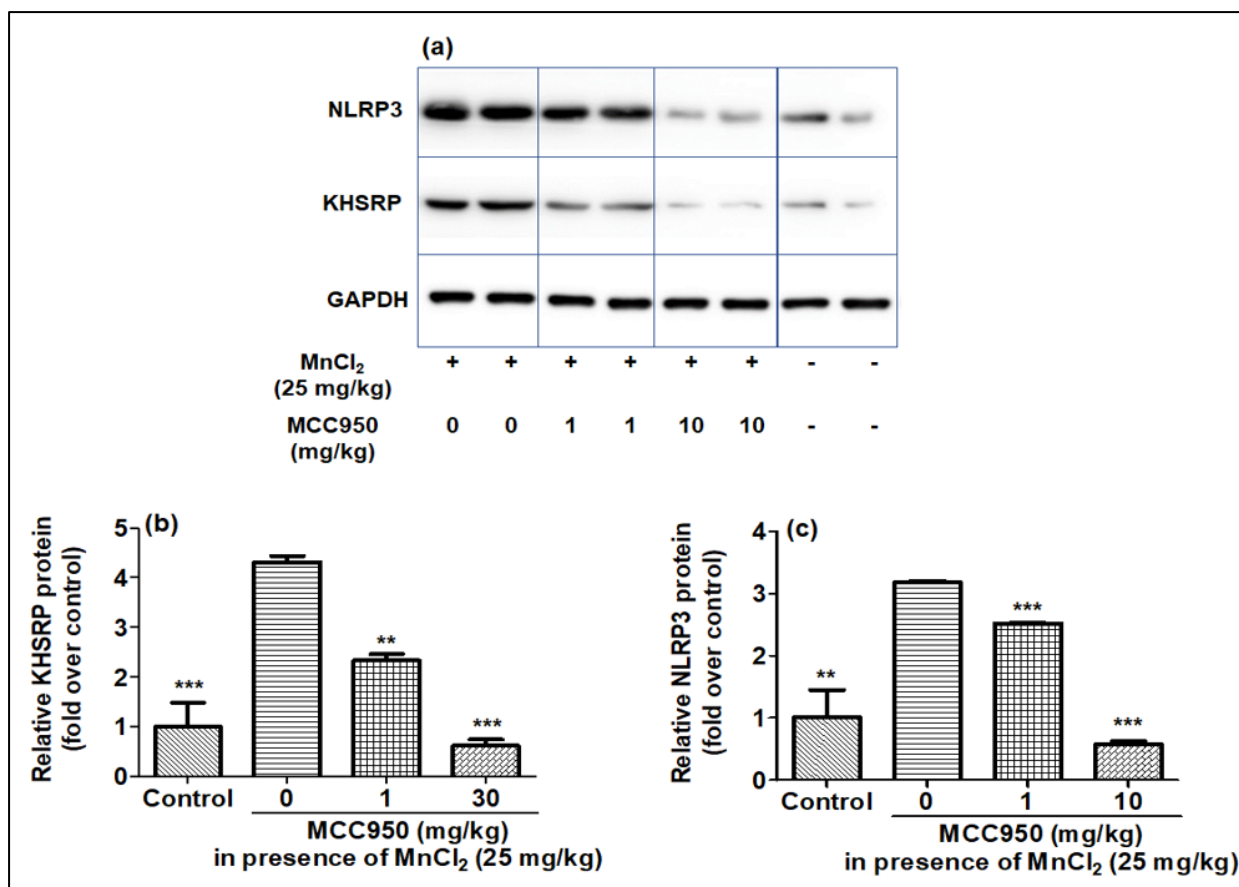 (a)
NLRP3
KHSRP
GAPDH
MnCl₂ + + + + + + - -
(25 mg/kg)
MCC950 0 0 1 1 10 10 - -
(mg/kg)
(b)
Relative KHSRP protein
(fold over control)
5
4
3
2
1
0
***
**
***
Control 0 1 30
MCC950 (mg/kg)
in presence of MnCl₂ (25 mg/kg)
(c)
Relative NLRP3 protein
(fold over control)
4
3
2
1
0
**
***
***
Control 0 1 10
MCC950 (mg/kg)
in presence of MnCl₂ (25 mg/kg)